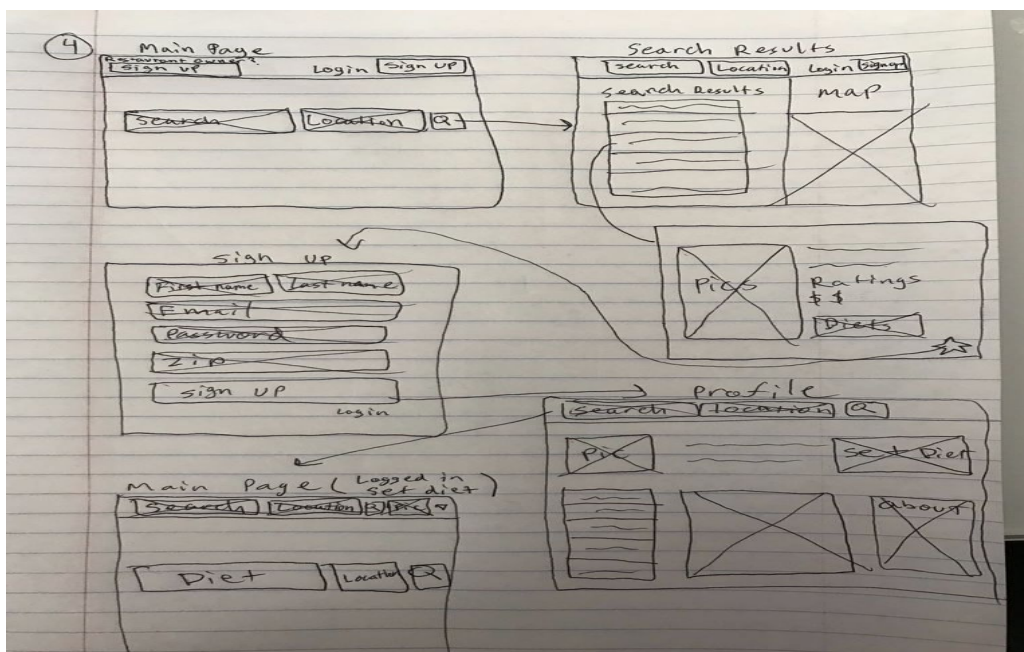 4
Main Page
Restaurant owner?
Sign up
Login
Sign up
Search
Location
Q
Search Results
Search
Location
Login
Signup
Search Results
Map
Pics
Ratings
$ $
Diets
Sign up
First name
Last name
Email
Password
Zip
Sign up
Login
Profile
Search
Location
Q
Pic
Set Diet
About
Main Page (Logged in
set diet)
Search
Location
Diet
Location
Q